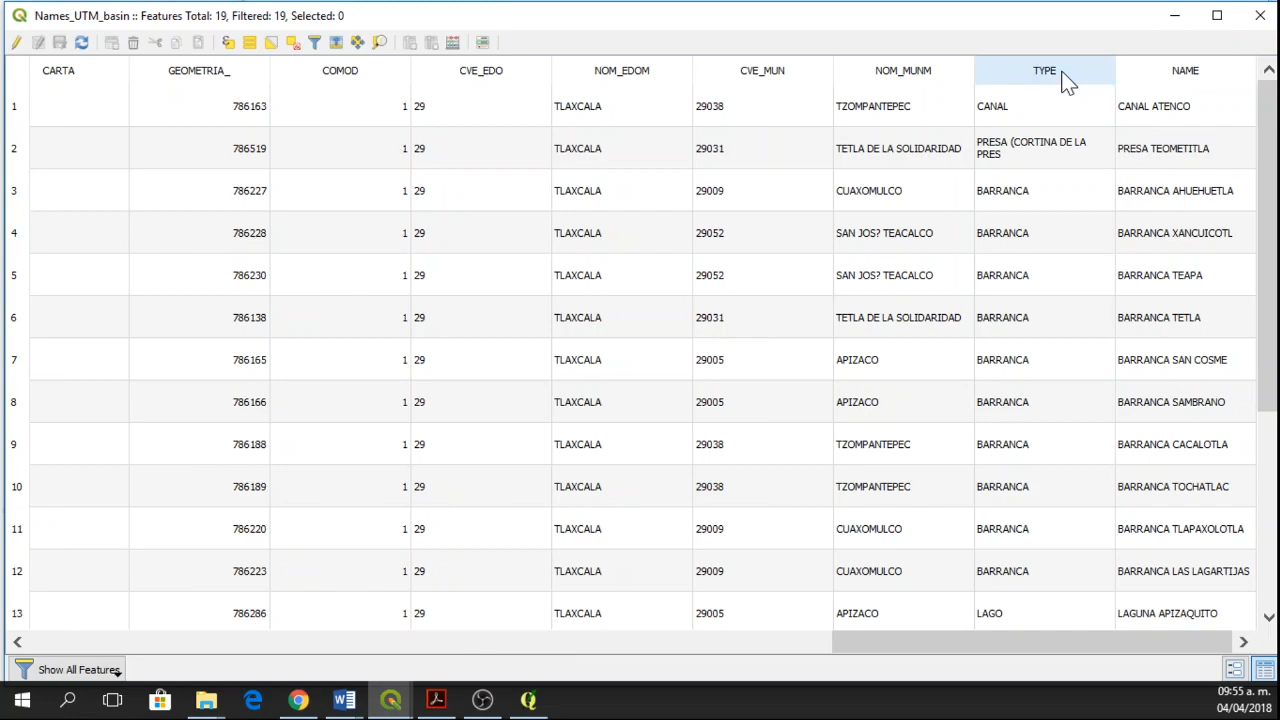 Names_UTM_basin :: Features Total: 19, Filtered: 19, Selected: 0
CARTA GEOMETRIA_ COMOD CVE_EDO NOM_EDOM CVE_MUN NOM_MUNM TYPE NAME
1 786163 1 29 TLAXCALA 29038 TZOMPANTEPEC CANAL CANAL ATENCO
2 786519 1 29 TLAXCALA 29031 TETLA DE LA SOLIDARIDAD PRESA (CORTINA DE LA PRES PRESA TEOMETITLA
3 786227 1 29 TLAXCALA 29009 CUAXOMULCO BARRANCA BARRANCA AHUEHUETLA
4 786228 1 29 TLAXCALA 29052 SAN JOS? TEACALCO BARRANCA BARRANCA XANCUICOTL
5 786230 1 29 TLAXCALA 29052 SAN JOS? TEACALCO BARRANCA BARRANCA TEAPA
6 786138 1 29 TLAXCALA 29031 TETLA DE LA SOLIDARIDAD BARRANCA BARRANCA TETLA
7 786165 1 29 TLAXCALA 29005 APIZACO BARRANCA BARRANCA SAN COSME
8 786166 1 29 TLAXCALA 29005 APIZACO BARRANCA BARRANCA SAMBRANO
9 786188 1 29 TLAXCALA 29038 TZOMPANTEPEC BARRANCA BARRANCA CACALOTLA
10 786189 1 29 TLAXCALA 29038 TZOMPANTEPEC BARRANCA BARRANCA TOCHATLAC
11 786220 1 29 TLAXCALA 29009 CUAXOMULCO BARRANCA BARRANCA TLAPAXOLOTLA
12 786223 1 29 TLAXCALA 29009 CUAXOMULCO BARRANCA BARRANCA LAS LAGARTIJAS
13 786286 1 29 TLAXCALA 29005 APIZACO LAGO LAGUNA APIZAQUITO
Show All Features
09:55 a. m.
04/04/2018